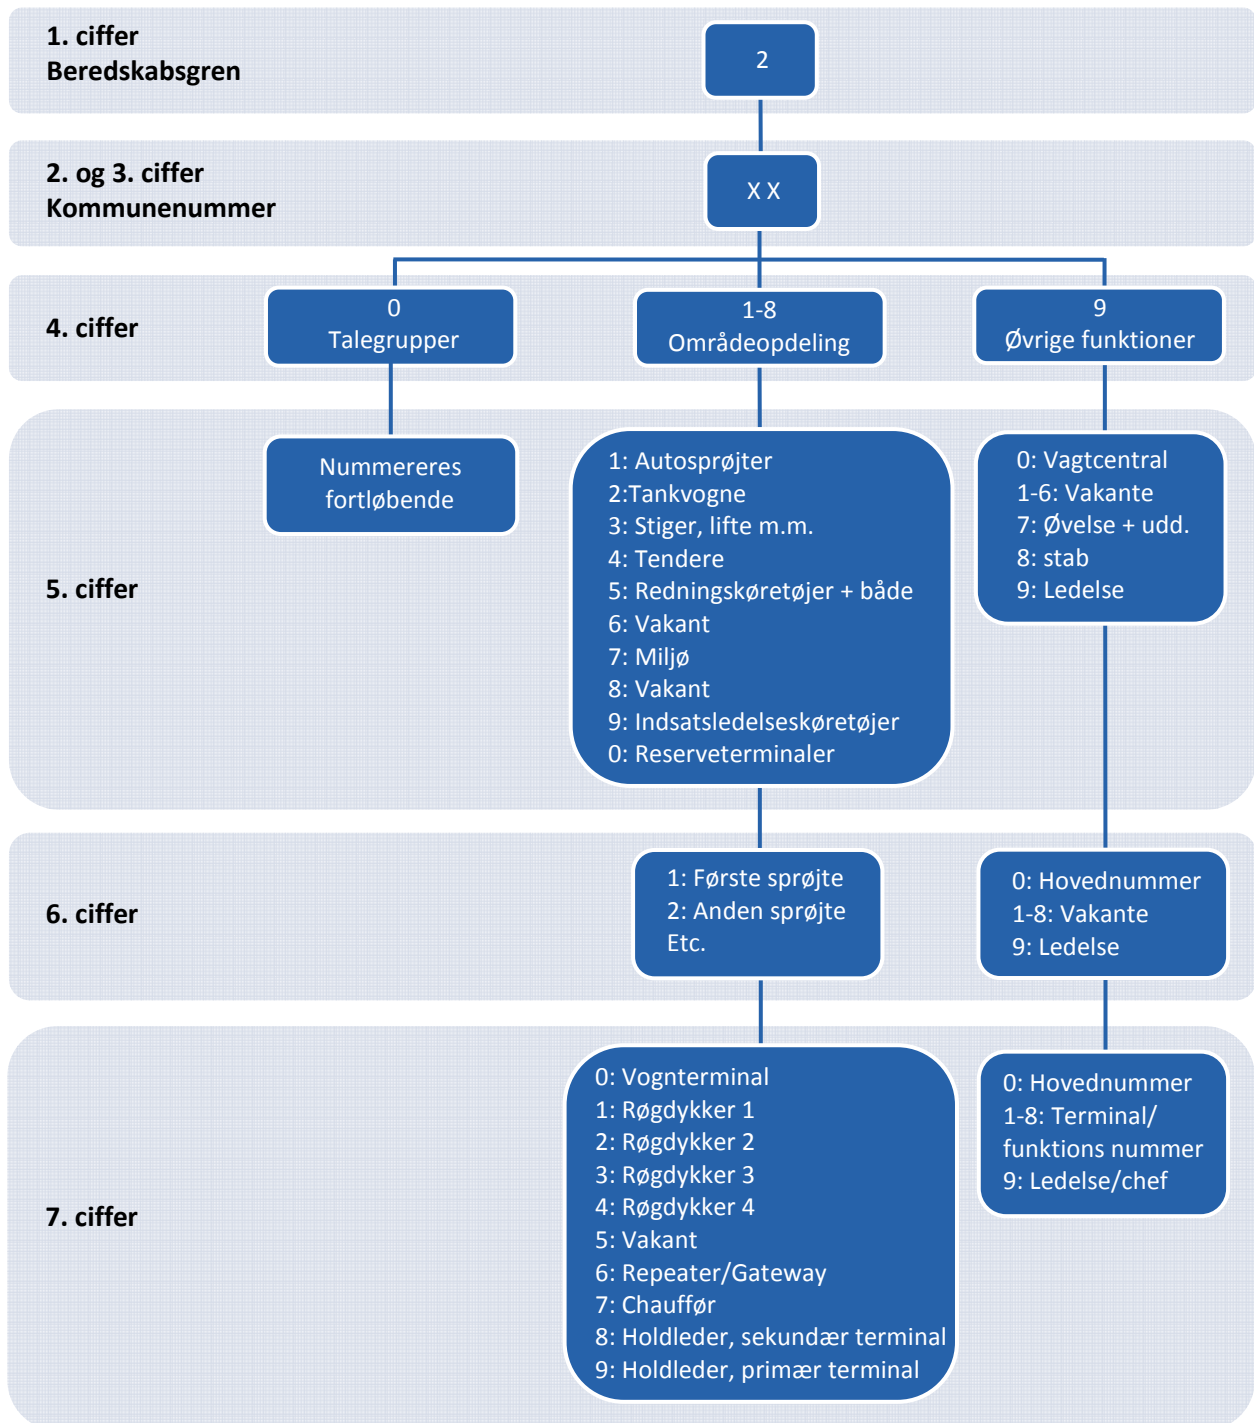 1. ciffer
Beredskabsgren
2
2. og 3. ciffer
Kommunenummer
X X
4. ciffer
0
Talegrupper
1-8
Områdeopdeling
9
Øvrige funktioner
5. ciffer
Nummereres
fortløbende
1: Autosprøjter
2:Tankvogne
3: Stiger, lifte m.m.
4: Tendere
5: Redningskøretøjer + både
6: Vakant
7: Miljø
8: Vakant
9: Indsatsledelseskøretøjer
0: Reserveterminaler
0: Vagtcentral
1-6: Vakante
7: Øvelse + udd.
8: stab
9: Ledelse
6. ciffer
1: Første sprøjte
2: Anden sprøjte
Etc.
0: Hovednummer
1-8: Vakante
9: Ledelse
7. ciffer
0: Vognterminal
1: Røgdykker 1
2: Røgdykker 2
3: Røgdykker 3
4: Røgdykker 4
5: Vakant
6: Repeater/Gateway
7: Chauffør
8: Holdleder, sekundær terminal
9: Holdleder, primær terminal
0: Hovednummer
1-8: Terminal/
funktions nummer
9: Ledelse/chef